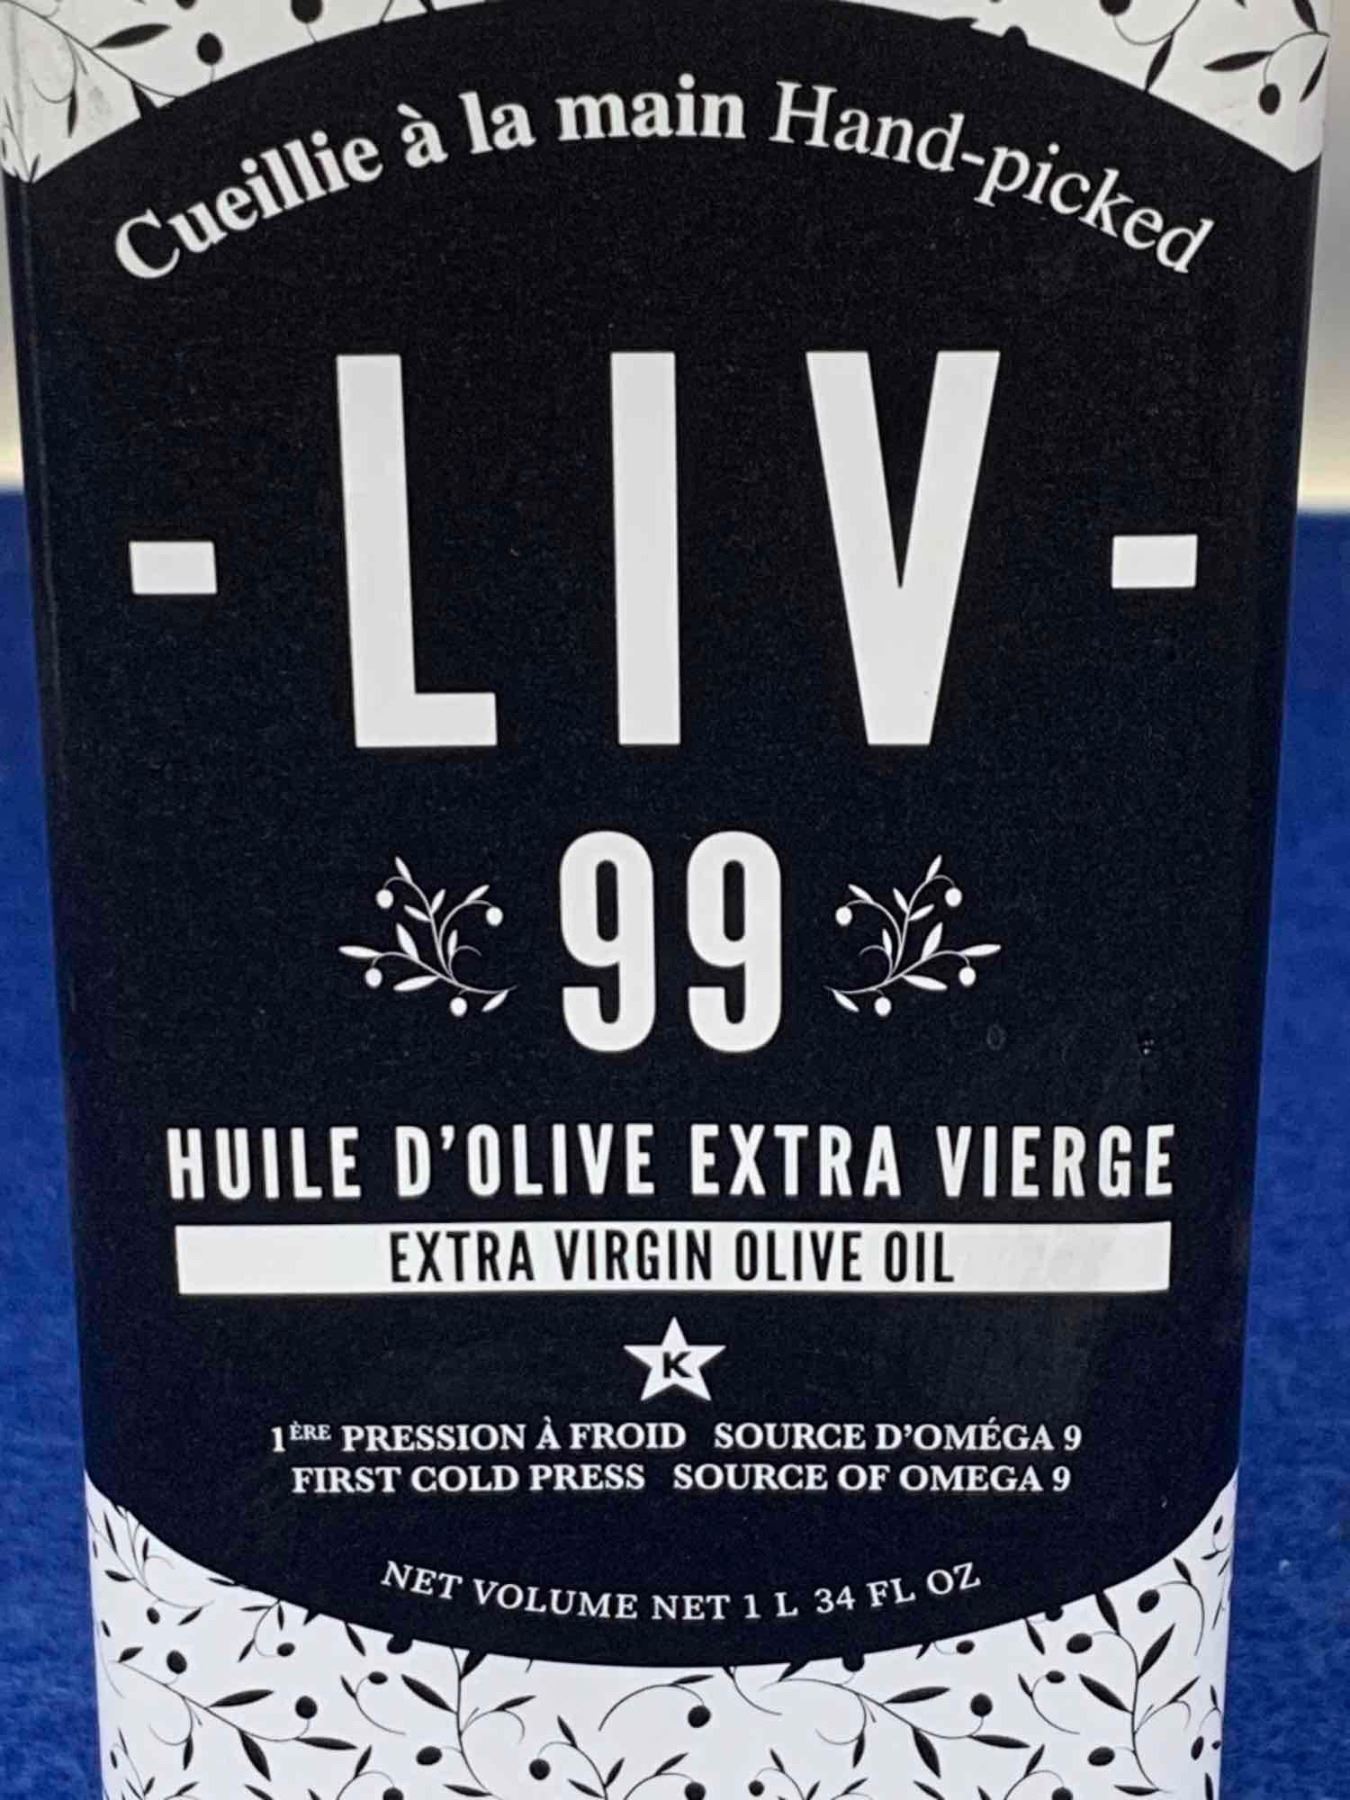 Cueillie à la main Hand-picked
- LIV -
99
HUILE D'OLIVE EXTRA VIERGE
EXTRA VIRGIN OLIVE OIL
K
1ÈRE PRESSION À FROID SOURCE D'OMÉGA 9
FIRST COLD PRESS SOURCE OF OMEGA 9
NET VOLUME NET 1 L 34 FL OZ